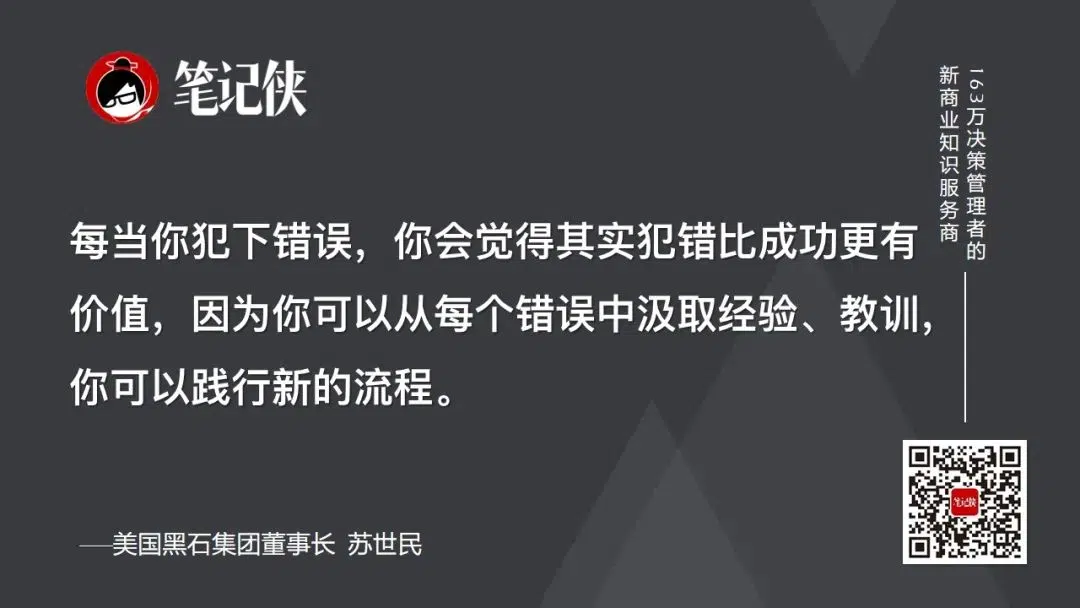 笔记侠
163万决策管理者的
新商业知识服务商
每当你犯下错误，你会觉得其实犯错比成功更有
价值，因为你可以从每个错误中汲取经验、教训，
你可以践行新的流程。
——美国黑石集团董事长 苏世民
笔记侠